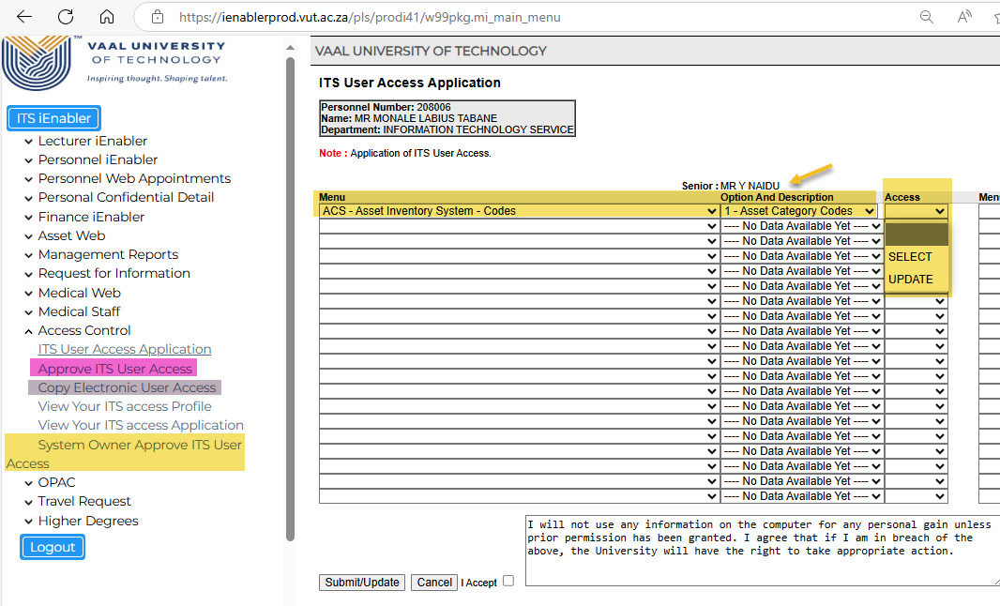 https://ienablerprod.vut.ac.za/pls/prodi41/w99pkg.mi_main_menu
VAAL UNIVERSITY
OF TECHNOLOGY
Inspiring thought. Shaping talent.
ITS iEnabler
Lecturer iEnabler
Personnel iEnabler
Personnel Web Appointments
Personal Confidential Detail
Finance iEnabler
Asset Web
Management Reports
Request for Information
Medical Web
Medical Staff
Access Control
ITS User Access Application
Approve ITS User Access
Copy Electronic User Access
View Your ITS access Profile
View Your ITS access Application
System Owner Approve ITS User
Access
OPAC
Travel Request
Higher Degrees
Logout
VAAL UNIVERSITY OF TECHNOLOGY
ITS User Access Application
Personnel Number: 208006
Name: MR MONALE LABIUS TABANE
Department: INFORMATION TECHNOLOGY SERVICE
Note : Application of ITS User Access.
Senior : MR Y NAIDU
Menu Option And Description Access Menu
ACS - Asset Inventory System - Codes 1 - Asset Category Codes
---- No Data Available Yet ----
---- No Data Available Yet ----
---- No Data Available Yet ---- SELECT
---- No Data Available Yet ----
---- No Data Available Yet ---- UPDATE
---- No Data Available Yet ----
---- No Data Available Yet ----
---- No Data Available Yet ----
---- No Data Available Yet ----
---- No Data Available Yet ----
---- No Data Available Yet ----
---- No Data Available Yet ----
---- No Data Available Yet ----
---- No Data Available Yet ----
---- No Data Available Yet ----
---- No Data Available Yet ----
---- No Data Available Yet ----
---- No Data Available Yet ----
---- No Data Available Yet ----
I will not use any information on the computer for any personal gain unless
prior permission has been granted. I agree that if I am in breach of the
above, the University will have the right to take appropriate action.
Submit/Update Cancel I Accept